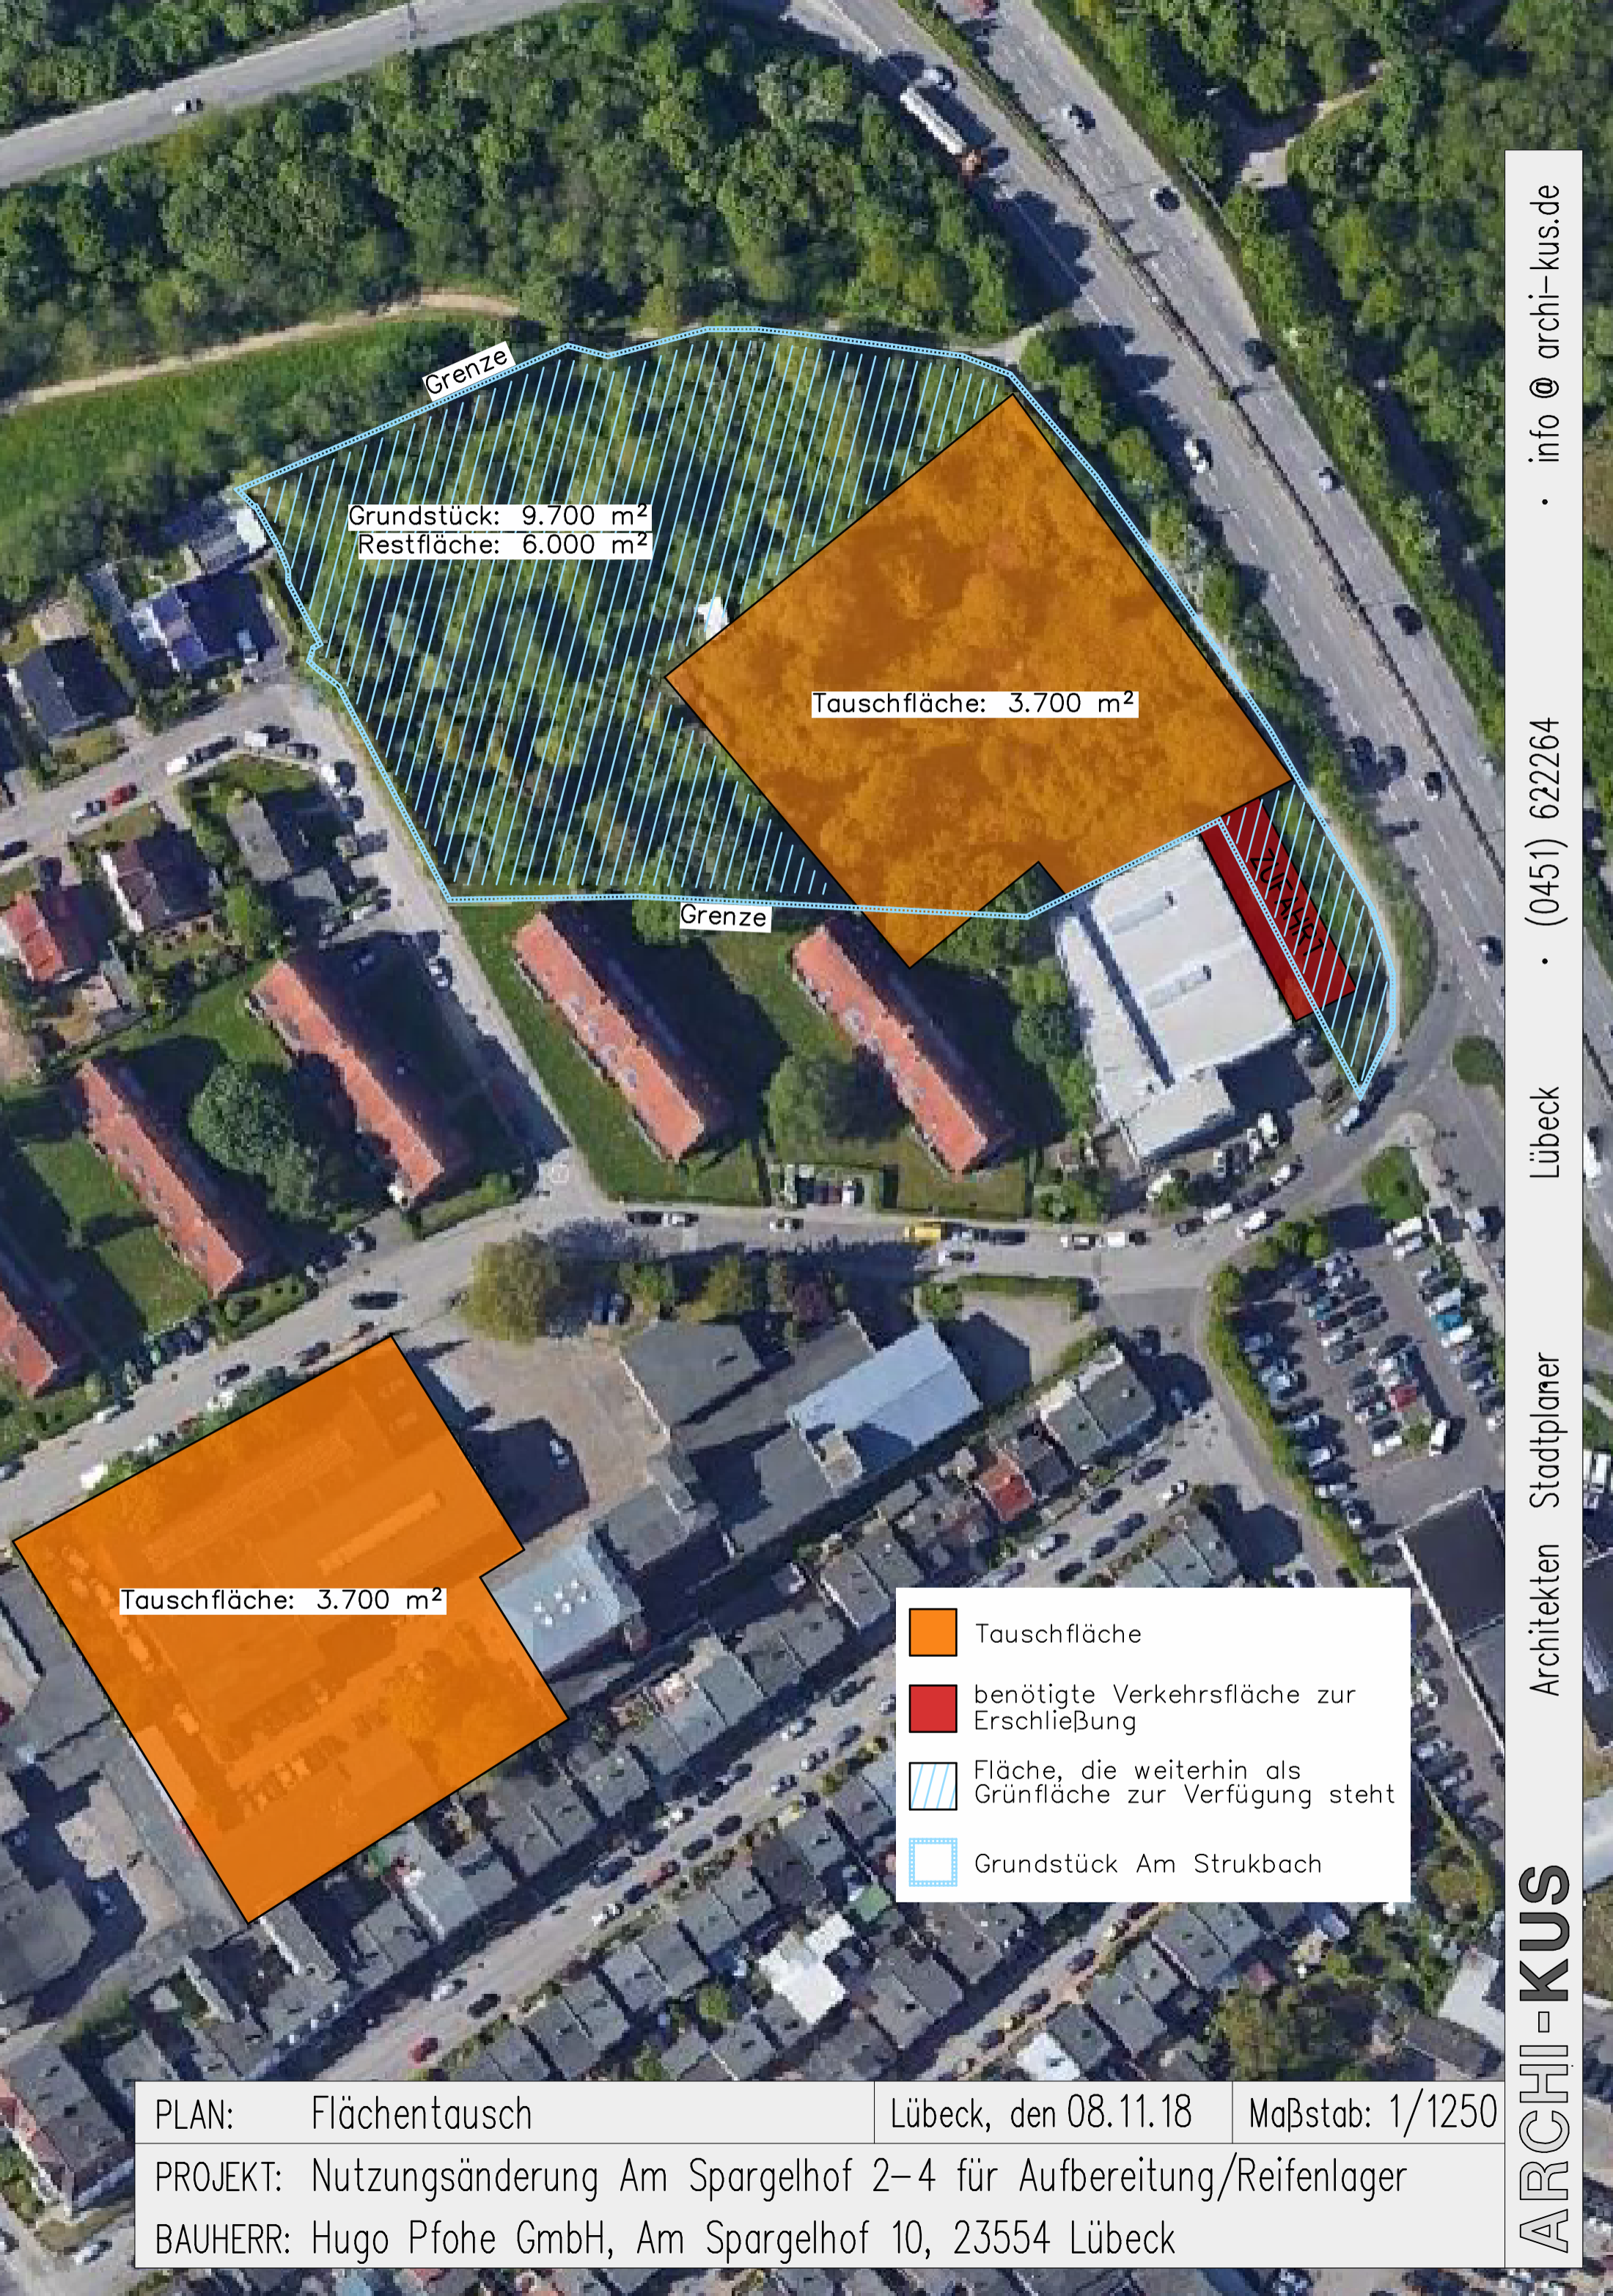 Grenze
Grundstück: 9.700 m²
Restfläche: 6.000 m²
Tauschfläche: 3.700 m²
ZUFAHRT
Grenze
Tauschfläche: 3.700 m²
Tauschfläche
benötigte Verkehrsfläche zur
Erschließung
Fläche, die weiterhin als
Grünfläche zur Verfügung steht
Grundstück Am Strukbach
PLAN: Flächentausch
Lübeck, den 08.11.18
Maßstab: 1/1250
PROJEKT: Nutzungsänderung Am Spargelhof 2-4 für Aufbereitung/Reifenlager
BAUHERR: Hugo Pfohe GmbH, Am Spargelhof 10, 23554 Lübeck
ARCHI-KUS Architekten Stadtplaner Lübeck · (0451) 622264 · info @ archi-kus.de